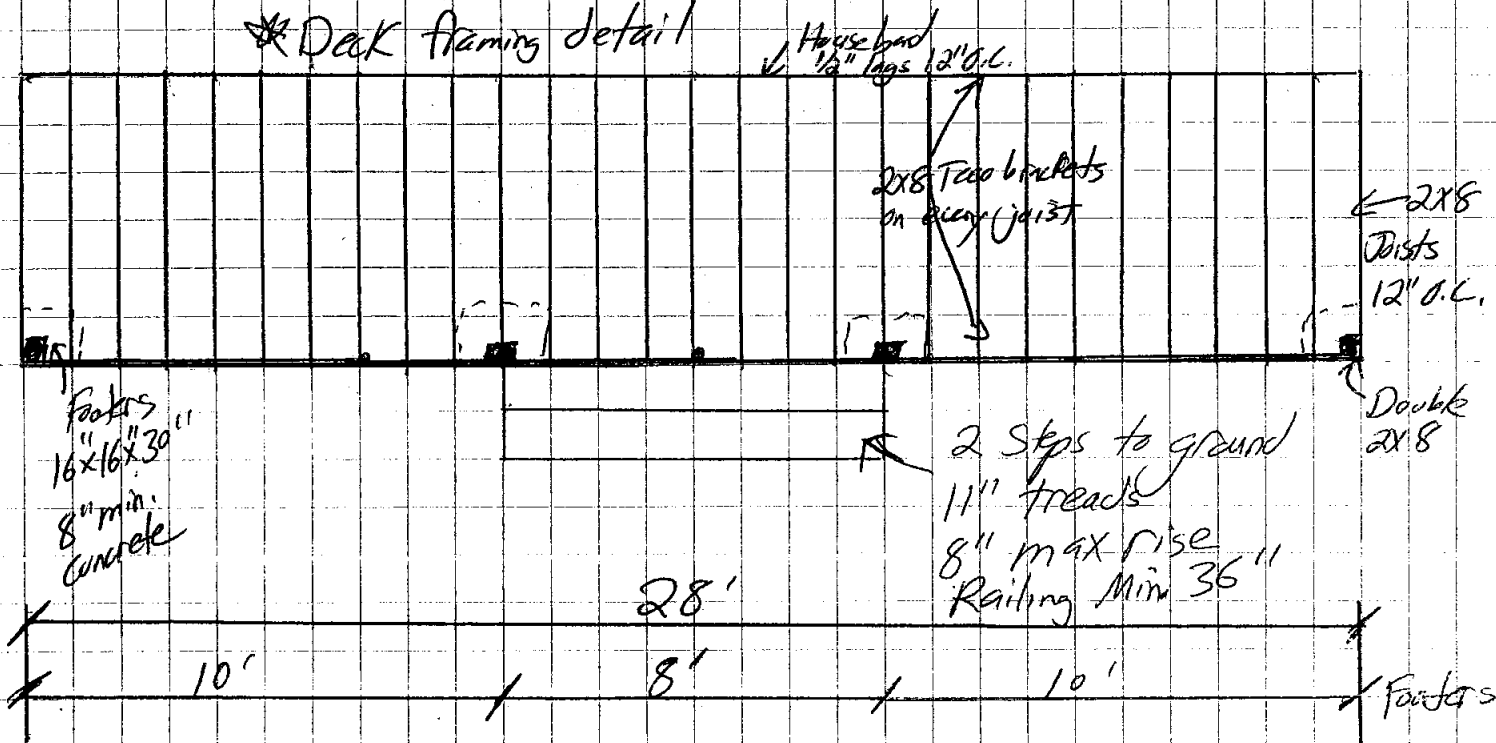 * Deck framing detail
House band
1/2" lags 12" O.C.
2x8 Teco brackets
on every joist
2x8
Joists
12" O.C.
Footers
16"x16"x30"
8" min.
concrete
Double
2x8
2 Steps to ground
11" treads
8" max rise
Railing Min 36"
28'
10'
8'
10'
Footers